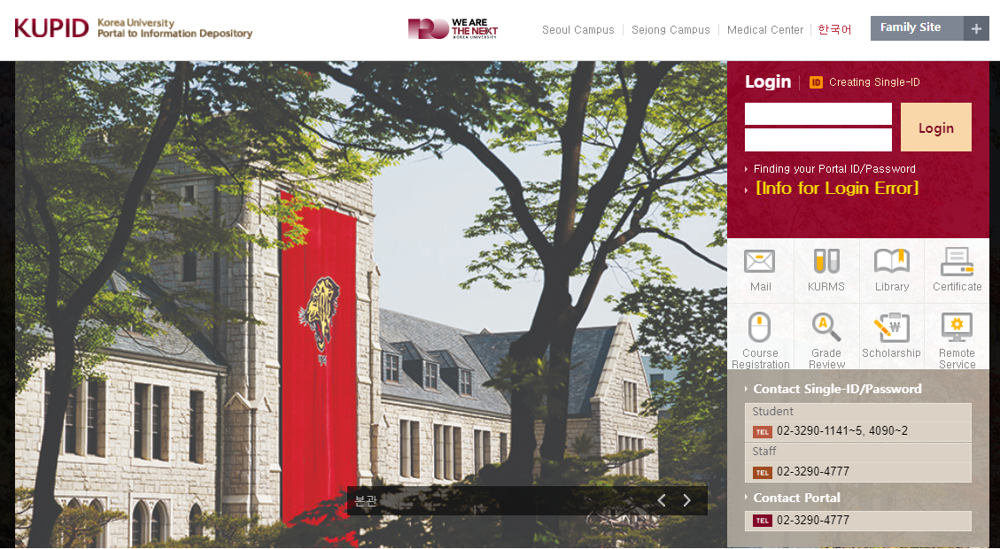 KUPID Korea University
Portal to Information Depository
120 WE ARE
THE NEXT
KOREA UNIVERSITY
Seoul Campus
Sejong Campus
Medical Center
한국어
Family Site +
Login
ID Creating Single-ID
Login
Finding your Portal ID/Password
[Info for Login Error]
Mail
KURMS
Library
Certificate
Course
Registration
A
Grade
Review
₩
Scholarship
Remote
Service
본관
Contact Single-ID/Password
Student
TEL 02-3290-1141~5, 4090~2
Staff
TEL 02-3290-4777
Contact Portal
TEL 02-3290-4777